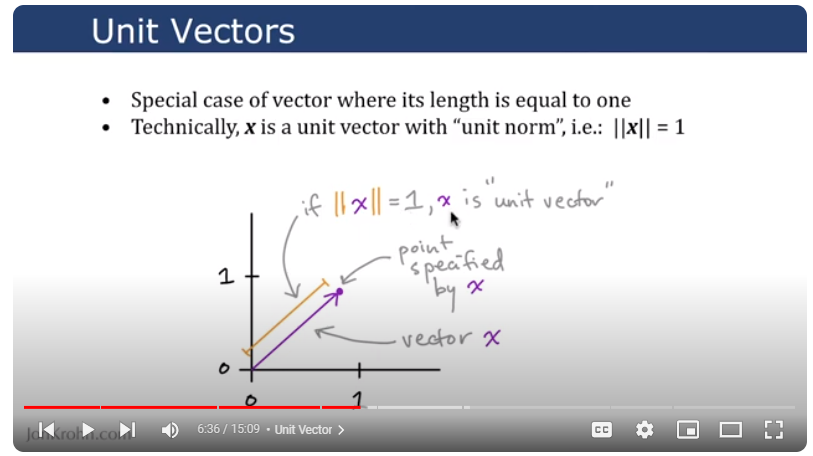 Unit Vectors
• Special case of vector where its length is equal to one
• Technically, x is a unit vector with “unit norm”, i.e.: ||x|| = 1
if ||x|| = 1, x is "unit vector"
point
specified
by x
1
vector x
0
0 1
JonKrohn.com
6:36 / 15:09 • Unit Vector >
CC